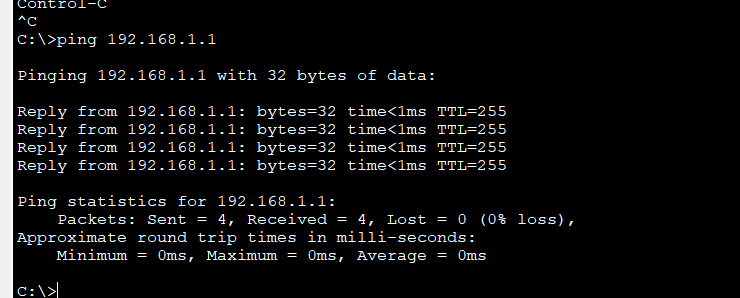 Control-C
^C
C:\>ping 192.168.1.1
Pinging 192.168.1.1 with 32 bytes of data:
Reply from 192.168.1.1: bytes=32 time<1ms TTL=255
Reply from 192.168.1.1: bytes=32 time<1ms TTL=255
Reply from 192.168.1.1: bytes=32 time<1ms TTL=255
Reply from 192.168.1.1: bytes=32 time<1ms TTL=255
Ping statistics for 192.168.1.1:
    Packets: Sent = 4, Received = 4, Lost = 0 (0% loss),
Approximate round trip times in milli-seconds:
    Minimum = 0ms, Maximum = 0ms, Average = 0ms
C:\>